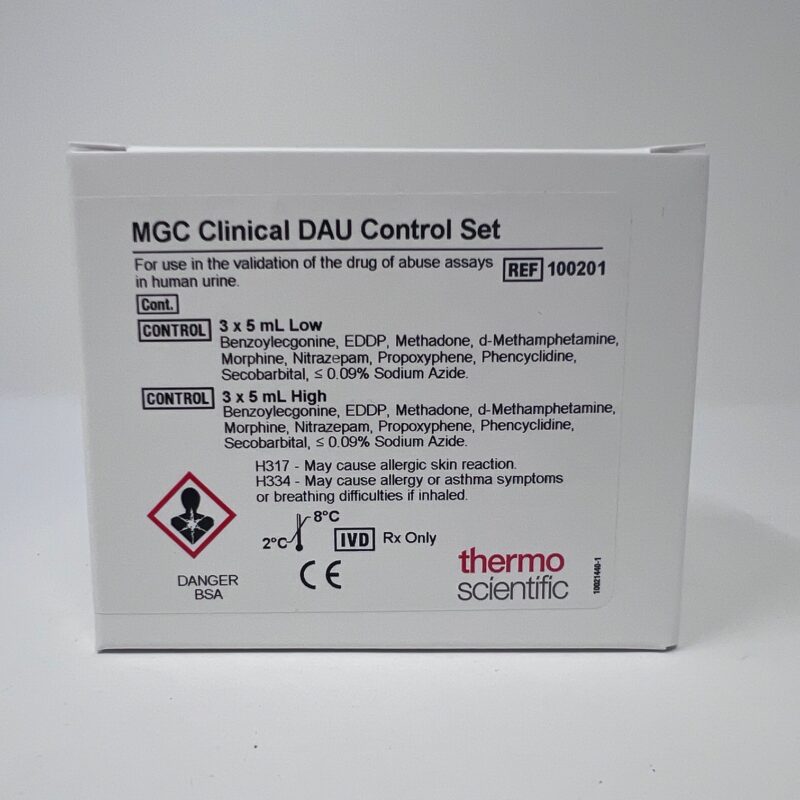 MGC Clinical DAU Control Set
For use in the validation of the drug of abuse assays
in human urine.
REF 100201
Cont.
CONTROL 3 x 5 mL Low
Benzoylecgonine, EDDP, Methadone, d-Methamphetamine,
Morphine, Nitrazepam, Propoxyphene, Phencyclidine,
Secobarbital, ≤ 0.09% Sodium Azide.
CONTROL 3 x 5 mL High
Benzoylecgonine, EDDP, Methadone, d-Methamphetamine,
Morphine, Nitrazepam, Propoxyphene, Phencyclidine,
Secobarbital, ≤ 0.09% Sodium Azide.
H317 - May cause allergic skin reaction.
H334 - May cause allergy or asthma symptoms
or breathing difficulties if inhaled.
8°C
2°C
IVD Rx Only
DANGER
BSA
CE
thermo
scientific
10021440-1